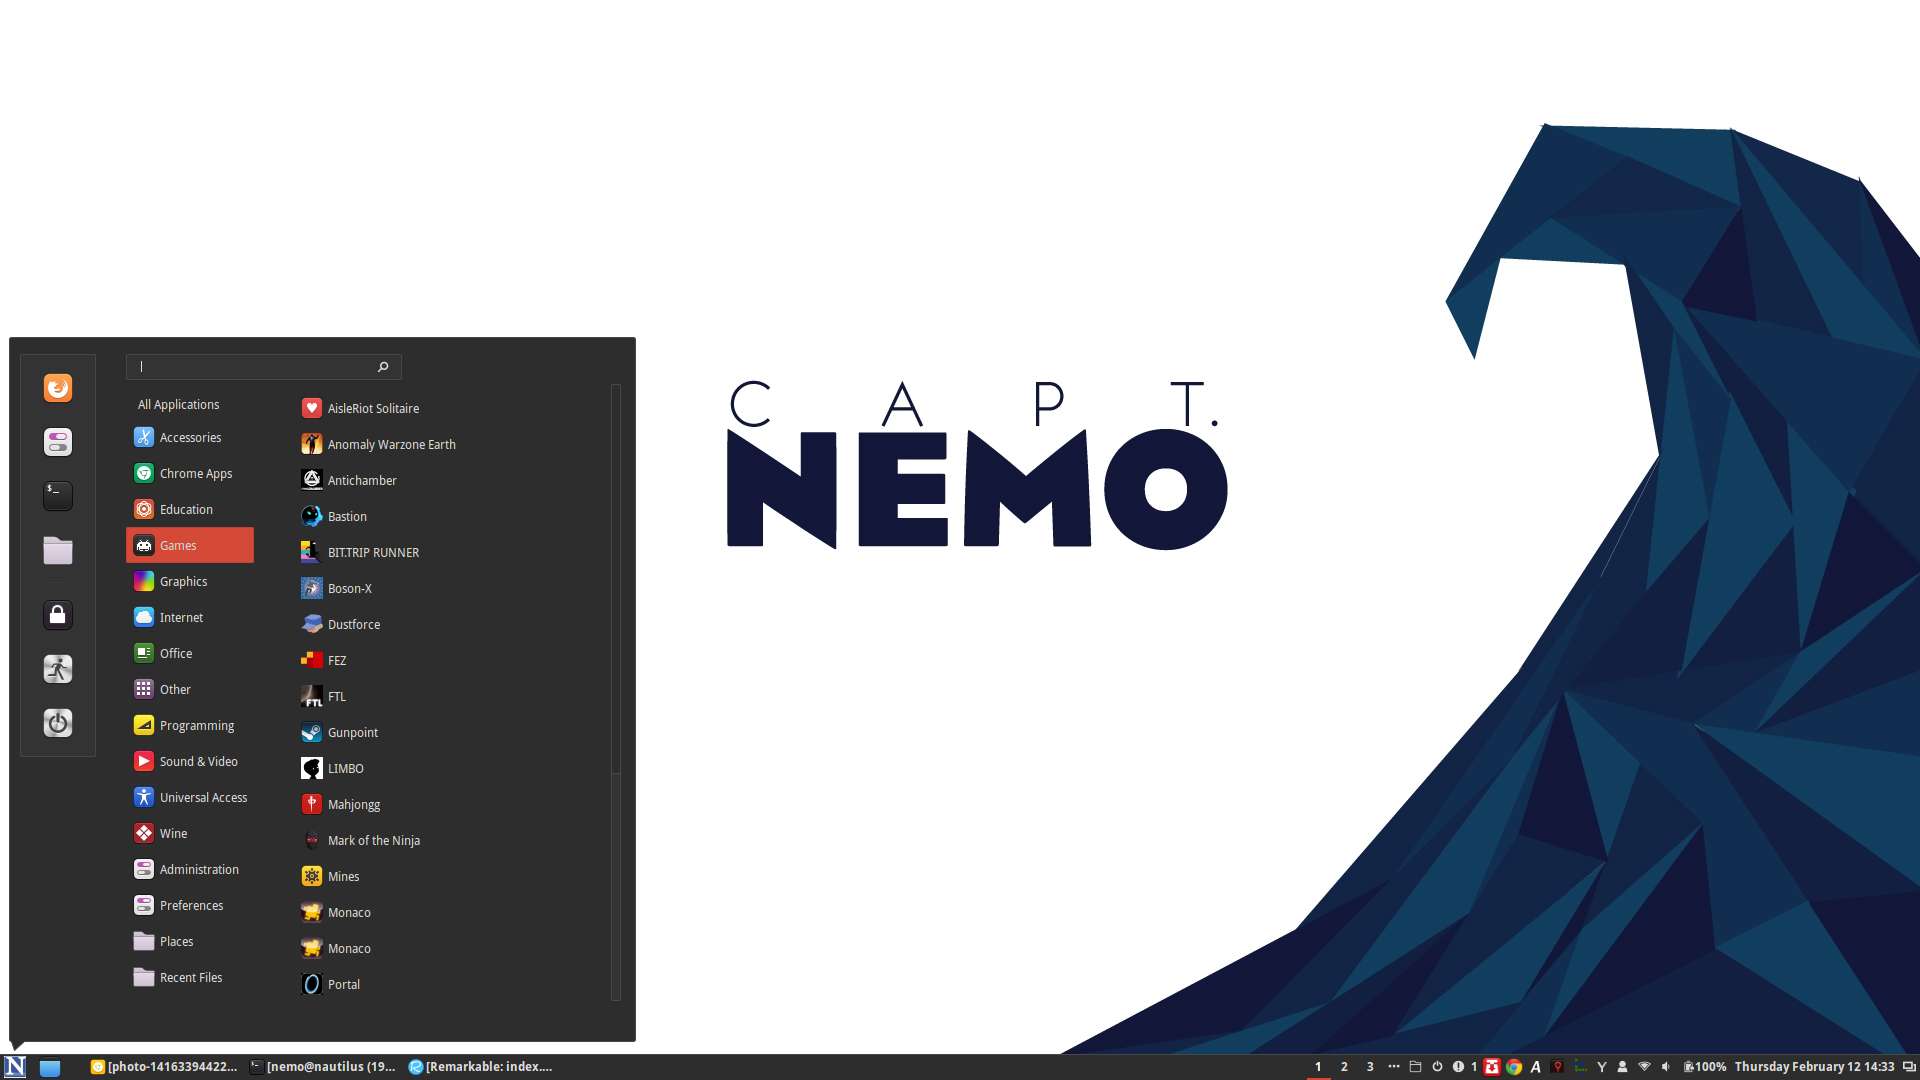 C A P T.
NEMO
All Applications
Accessories
Chrome Apps
Education
Games
Graphics
Internet
Office
Other
Programming
Sound & Video
Universal Access
Wine
Administration
Preferences
Places
Recent Files
AisleRiot Solitaire
Anomaly Warzone Earth
Antichamber
Bastion
BIT.TRIP RUNNER
Boson-X
Dustforce
FEZ
FTL
Gunpoint
LIMBO
Mahjongg
Mark of the Ninja
Mines
Monaco
Monaco
Portal
N [photo-14163394422... [nemo@nautilus (19... [Remarkable: index.... 1 2 3 1 A Y 100% Thursday February 12 14:33